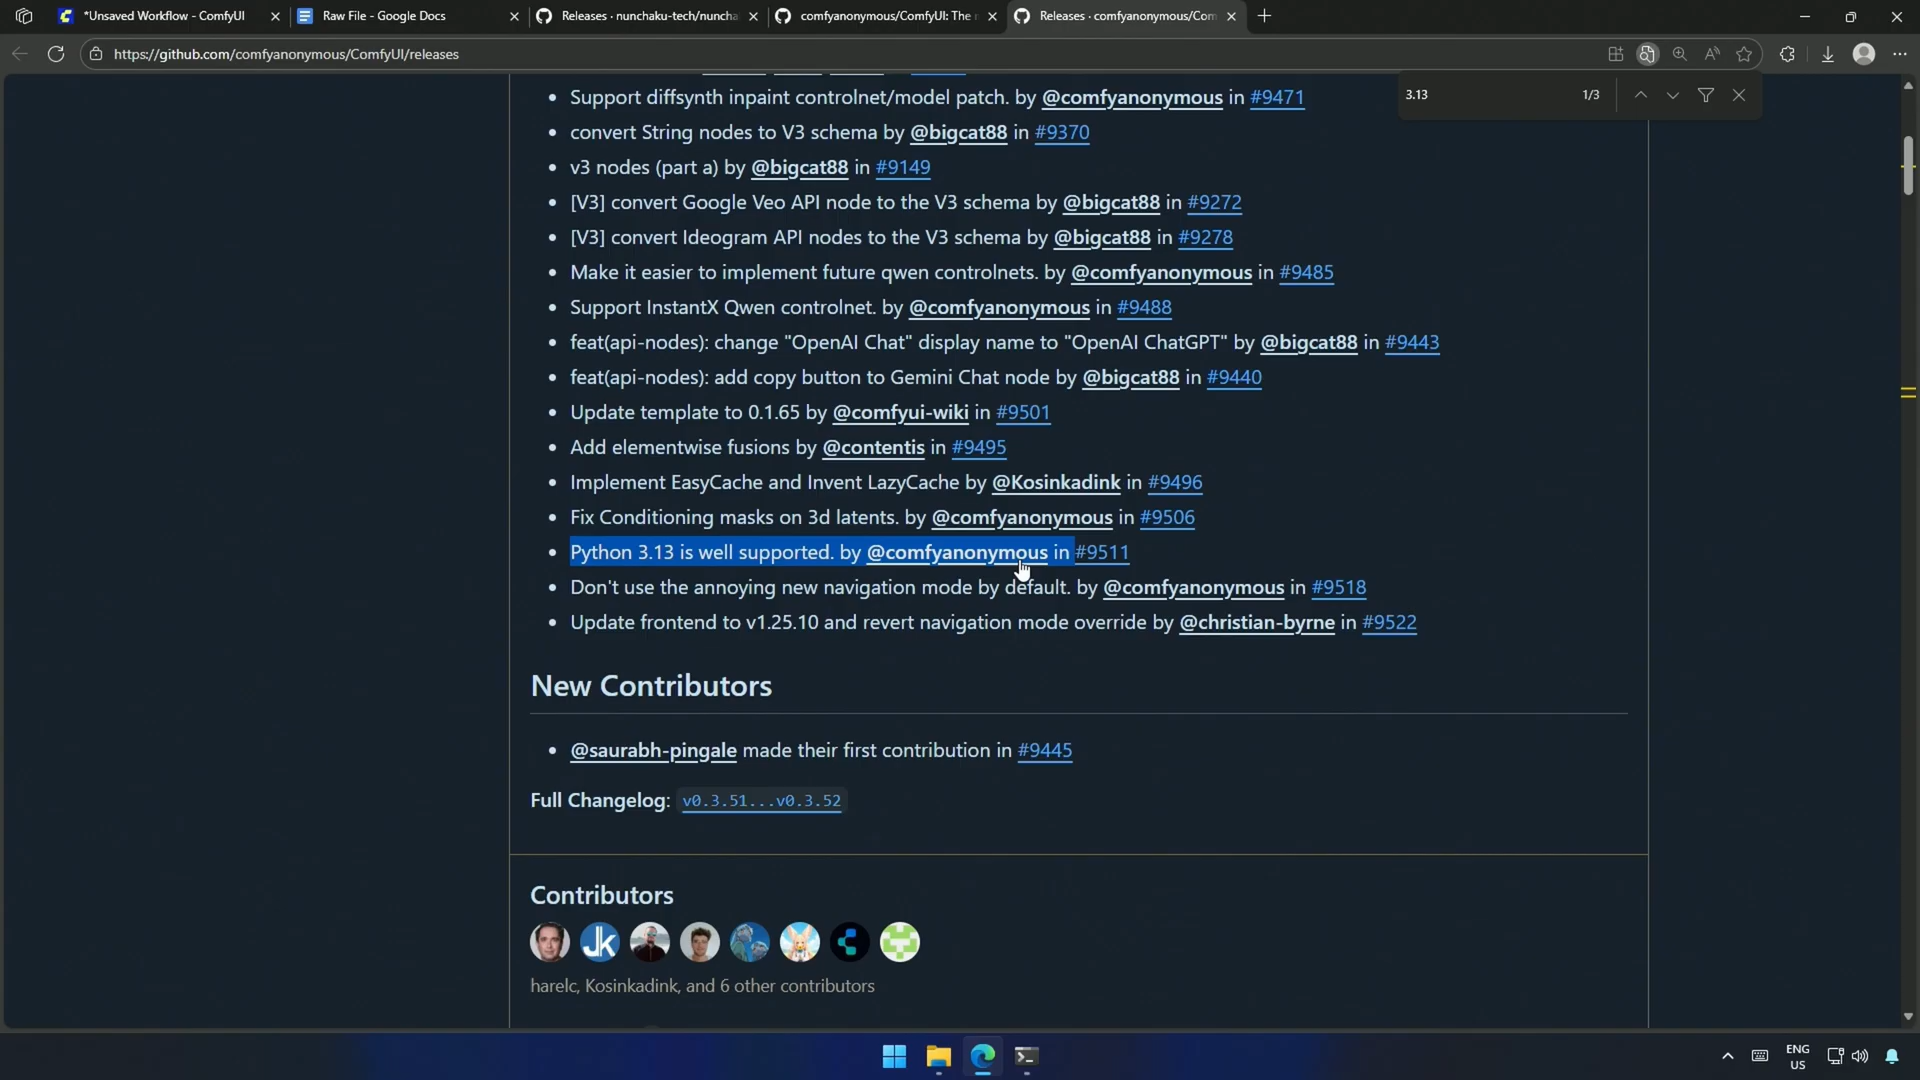 *Unsaved Workflow - ComfyUI
Raw File - Google Docs
Releases · nunchaku-tech/nuncha
comfyanonymous/ComfyUI: The
Releases · comfyanonymous/Com
https://github.com/comfyanonymous/ComfyUI/releases
3.13
1/3
• Support diffsynth inpaint controlnet/model patch. by @comfyanonymous in #9471
• convert String nodes to V3 schema by @bigcat88 in #9370
• v3 nodes (part a) by @bigcat88 in #9149
• [V3] convert Google Veo API node to the V3 schema by @bigcat88 in #9272
• [V3] convert Ideogram API nodes to the V3 schema by @bigcat88 in #9278
• Make it easier to implement future qwen controlnets. by @comfyanonymous in #9485
• Support InstantX Qwen controlnet. by @comfyanonymous in #9488
• feat(api-nodes): change "OpenAI Chat" display name to "OpenAI ChatGPT" by @bigcat88 in #9443
• feat(api-nodes): add copy button to Gemini Chat node by @bigcat88 in #9440
• Update template to 0.1.65 by @comfyui-wiki in #9501
• Add elementwise fusions by @contentis in #9495
• Implement EasyCache and Invent LazyCache by @Kosinkadink in #9496
• Fix Conditioning masks on 3d latents. by @comfyanonymous in #9506
• Python 3.13 is well supported. by @comfyanonymous in #9511
• Don't use the annoying new navigation mode by default. by @comfyanonymous in #9518
• Update frontend to v1.25.10 and revert navigation mode override by @christian-byrne in #9522
New Contributors
• @saurabh-pingale made their first contribution in #9445
Full Changelog: v0.3.51...v0.3.52
Contributors
JK
harelc, Kosinkadink, and 6 other contributors
ENG
US